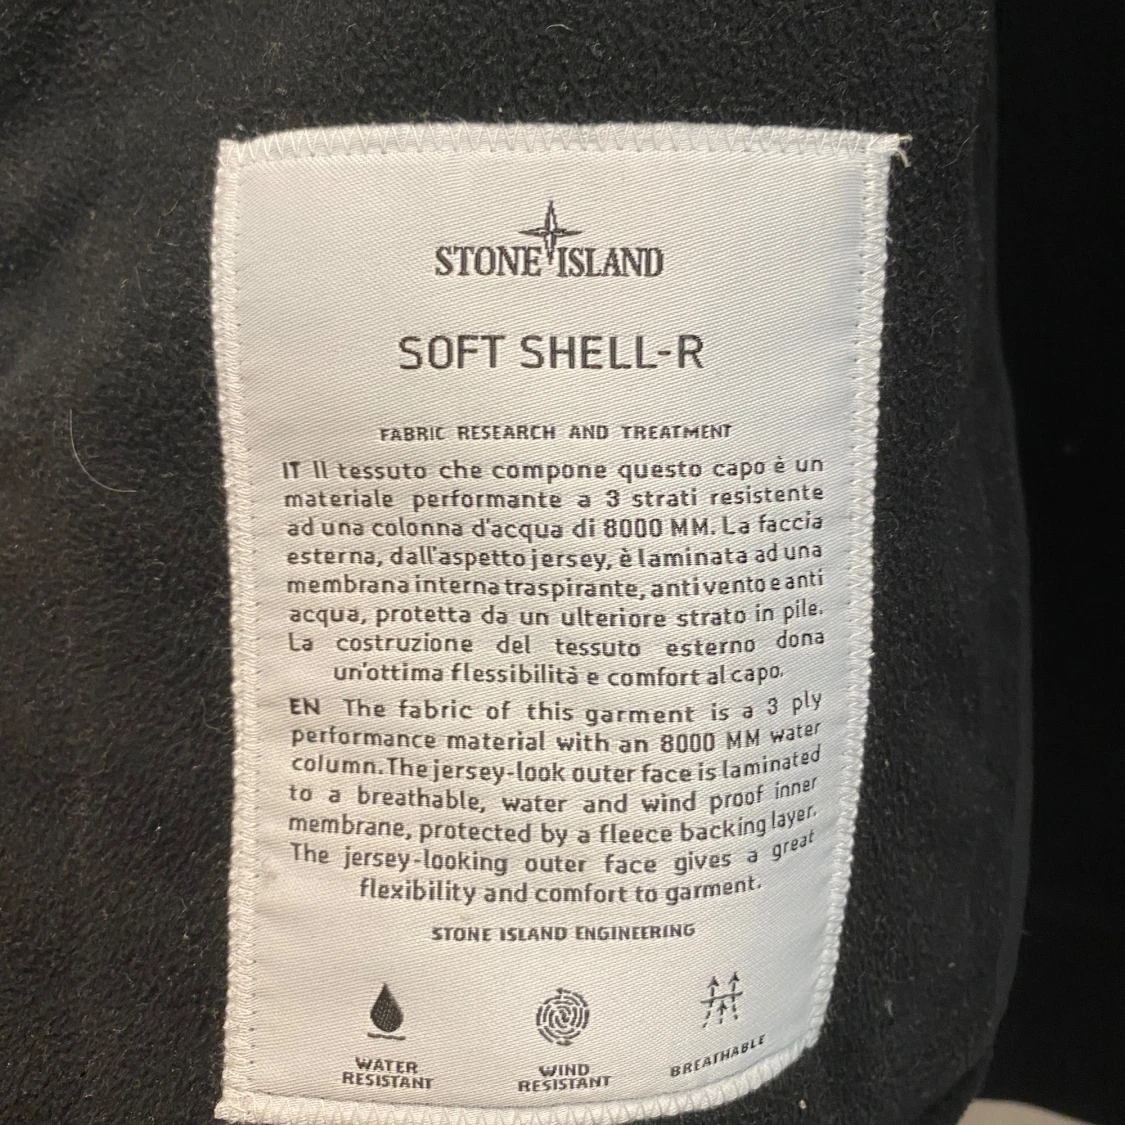 STONE ISLAND
SOFT SHELL-R
FABRIC RESEARCH AND TREATMENT
IT Il tessuto che compone questo capo è un
materiale performante a 3 strati resistente
ad una colonna d'acqua di 8000 MM. La faccia
esterna, dall'aspetto jersey, è laminata ad una
membrana interna traspirante, antivento e anti
acqua, protetta da un ulteriore strato in pile.
La costruzione del tessuto esterno dona
un'ottima flessibilità e comfort al capo.
EN The fabric of this garment is a 3 ply
performance material with an 8000 MM water
column. The jersey-look outer face is laminated
to a breathable, water and wind proof inner
membrane, protected by a fleece backing layer.
The jersey-looking outer face gives a great
flexibility and comfort to garment.
STONE ISLAND ENGINEERING
WATER
RESISTANT
WIND
RESISTANT
BREATHABLE